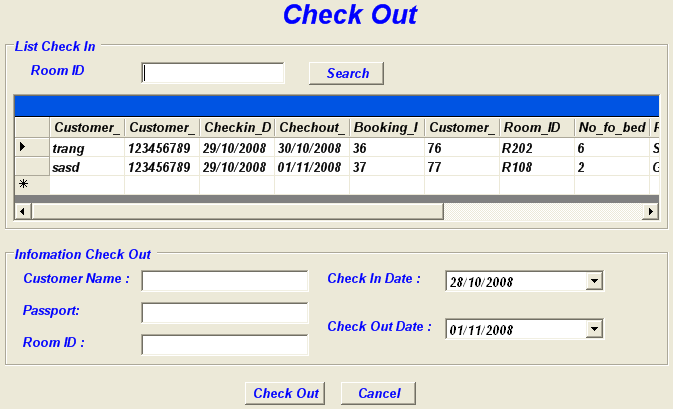 Check Out
List Check In
Room ID
Search
Customer_ Customer_ Checkin_D Chechout_ Booking_I Customer_ Room_ID No_fo_bed
trang 123456789 29/10/2008 30/10/2008 36 76 R202 6 S
sasd 123456789 29/10/2008 01/11/2008 37 77 R108 2
Infomation Check Out
Customer Name : Check In Date : 28/10/2008
Passport:
Check Out Date : 01/11/2008
Room ID :
Check Out Cancel